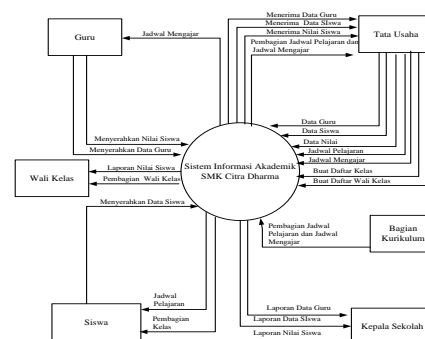 Menerima Data Guru
Menerima Data SIswa
Menerima Nilai Siswa
Pembagian Jadwal Pelajaran dan
Jadwal Mengajar
Guru
Jadwal Mengajar
Tata Usaha
Menyerahkan Nilai Siswa
Menyerahkan Data Guru
Data Guru
Data Siswa
Data Nilai
Jadwal Pelajaran
Jadwal Mengajar
Buat Daftar Kelas
Buat Daftar Wali Kelas
Sistem Informasi Akademik
SMK Citra Dharma
Wali Kelas
Laporan Nilai Siswa
Pembagian Wali Kelas
Menyerahkan Data Siswa
Pembagian Jadwal
Pelajaran dan Jadwal
Mengajar
Bagian
Kurikulum
Siswa
Jadwal
Pelajaran
Pembagian
Kelas
Laporan Data Guru
Laporan Data SIswa
Laporan Nilai Siswa
Kepala Sekolah